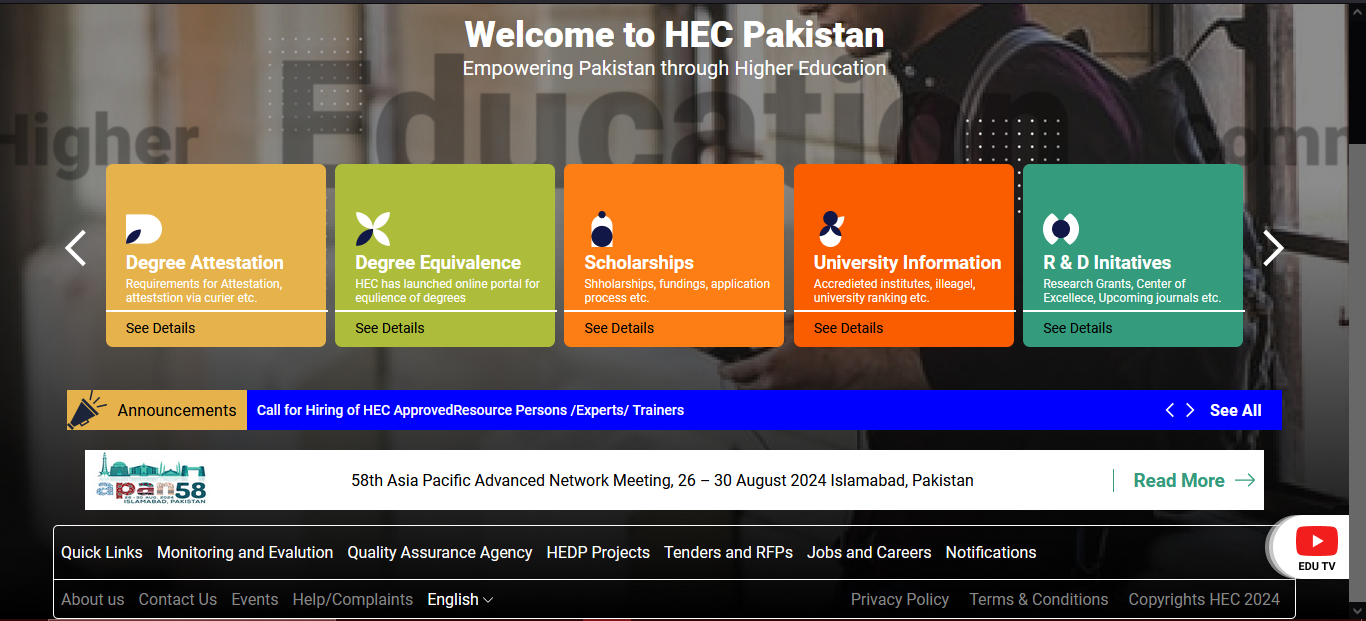 Welcome to HEC Pakistan
Empowering Pakistan through Higher Education
Higher
Education
Comm
Degree Attestation
Requirements for Attestation,
atteststion via curier etc.
See Details
Degree Equivalence
HEC has launched online portal for
equlience of degrees
See Details
Scholarships
Shholarships, fundings, application
process etc.
See Details
University Information
Accredieted institutes, illeagel,
university ranking etc.
See Details
R & D Initatives
Research Grants, Center of
Excellece, Upcoming journals etc.
See Details
Announcements
Call for Hiring of HEC ApprovedResource Persons /Experts/ Trainers
See All
apan58
26 - 30 AUG, 2024
ISLAMABAD, PAKISTAN
58th Asia Pacific Advanced Network Meeting, 26 – 30 August 2024 Islamabad, Pakistan
Read More
Quick Links Monitoring and Evalution Quality Assurance Agency HEDP Projects Tenders and RFPs Jobs and Careers Notifications
EDU TV
About us Contact Us Events Help/Complaints English Privacy Policy Terms & Conditions Copyrights HEC 2024